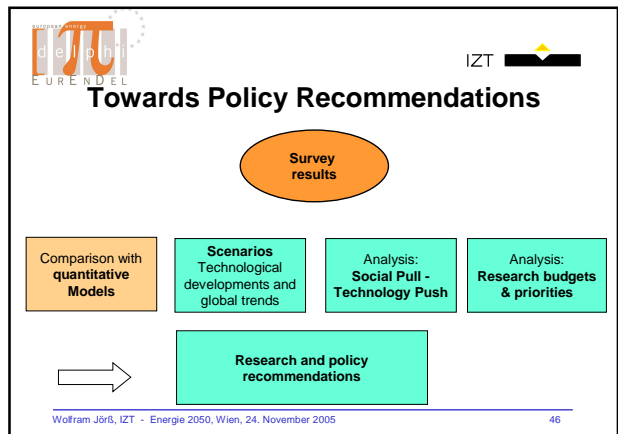 european energy
delphi
EURENDEL
IZT
Towards Policy Recommendations
Survey
results
Comparison with
quantitative
Models
Scenarios
Technological
developments and
global trends
Analysis:
Social Pull -
Technology Push
Analysis:
Research budgets
& priorities
Research and policy
recommendations
Wolfram Jörß, IZT - Energie 2050, Wien, 24. November 2005
46